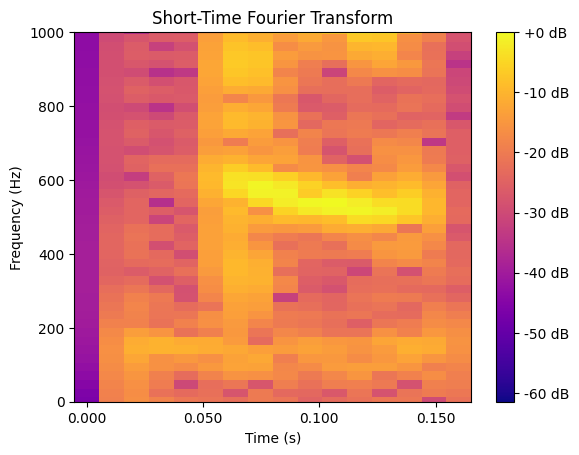 Short-Time Fourier Transform
1000
800
600
400
200
0
Frequency (Hz)
0.000
0.050
0.100
0.150
Time (s)
+0 dB
-10 dB
-20 dB
-30 dB
-40 dB
-50 dB
-60 dB